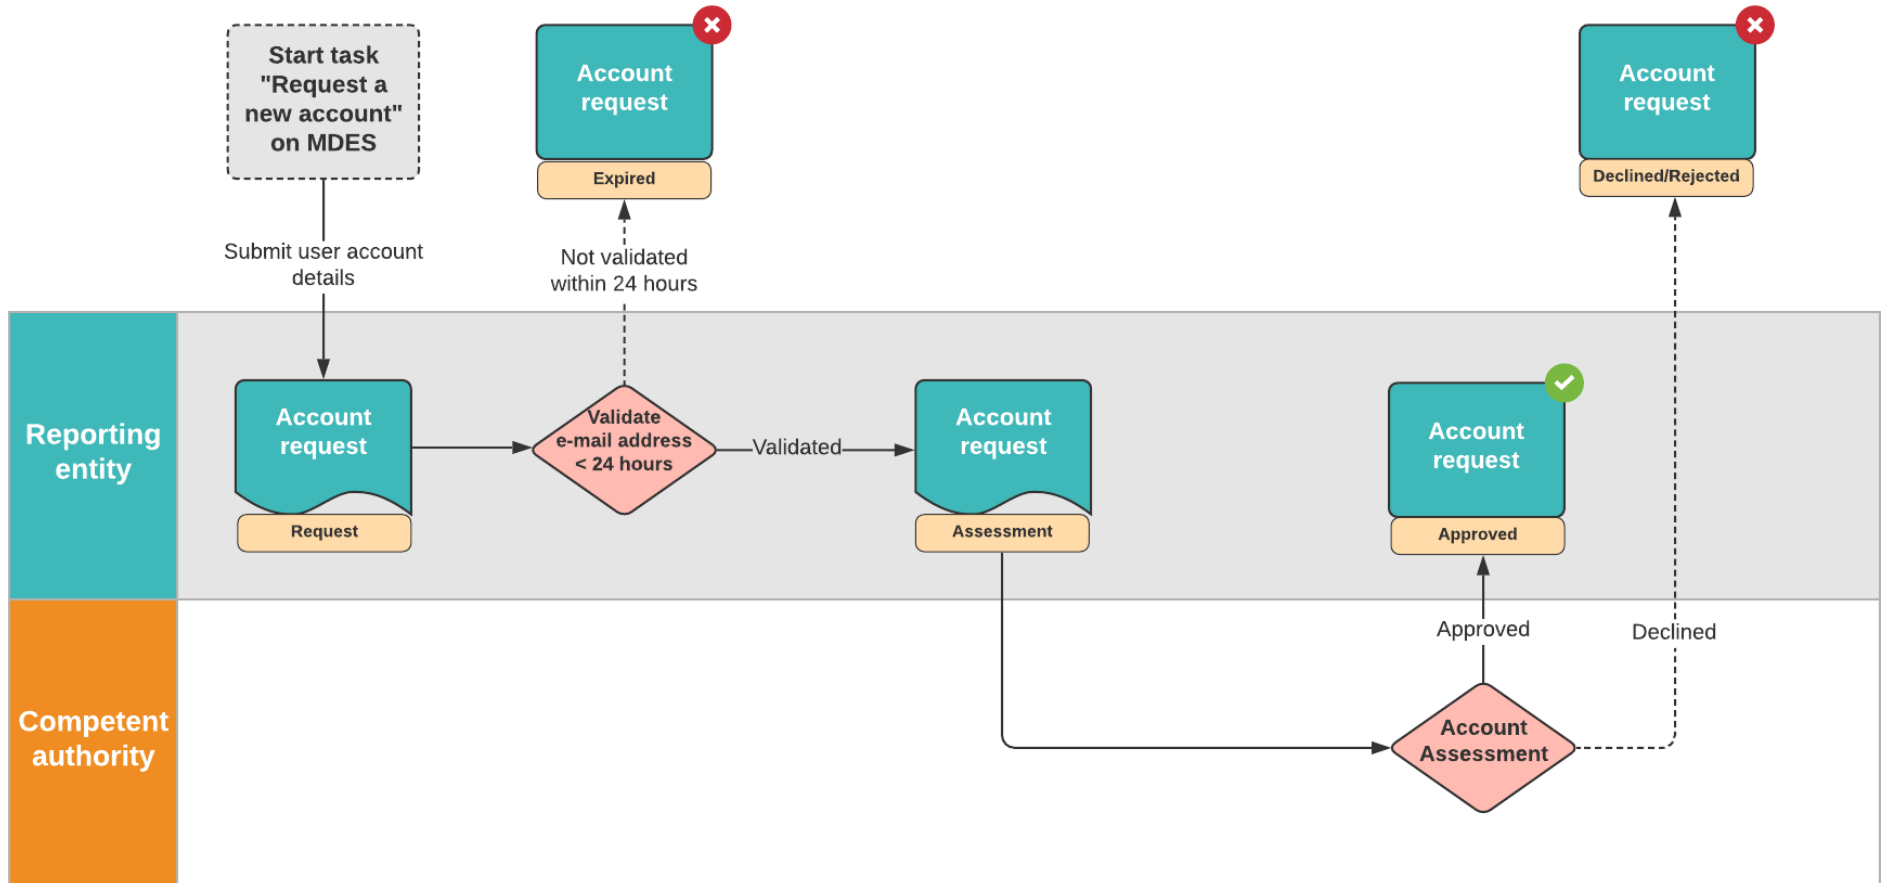 Start task
"Request a
new account"
on MDES
Account
request
Expired
Account
request
Declined/Rejected
Submit user account
details
Not validated
within 24 hours
Reporting
entity
Account
request
Request
Validate
e-mail address
< 24 hours
Validated
Account
request
Assessment
Account
request
Approved
Competent
authority
Approved
Declined
Account
Assessment